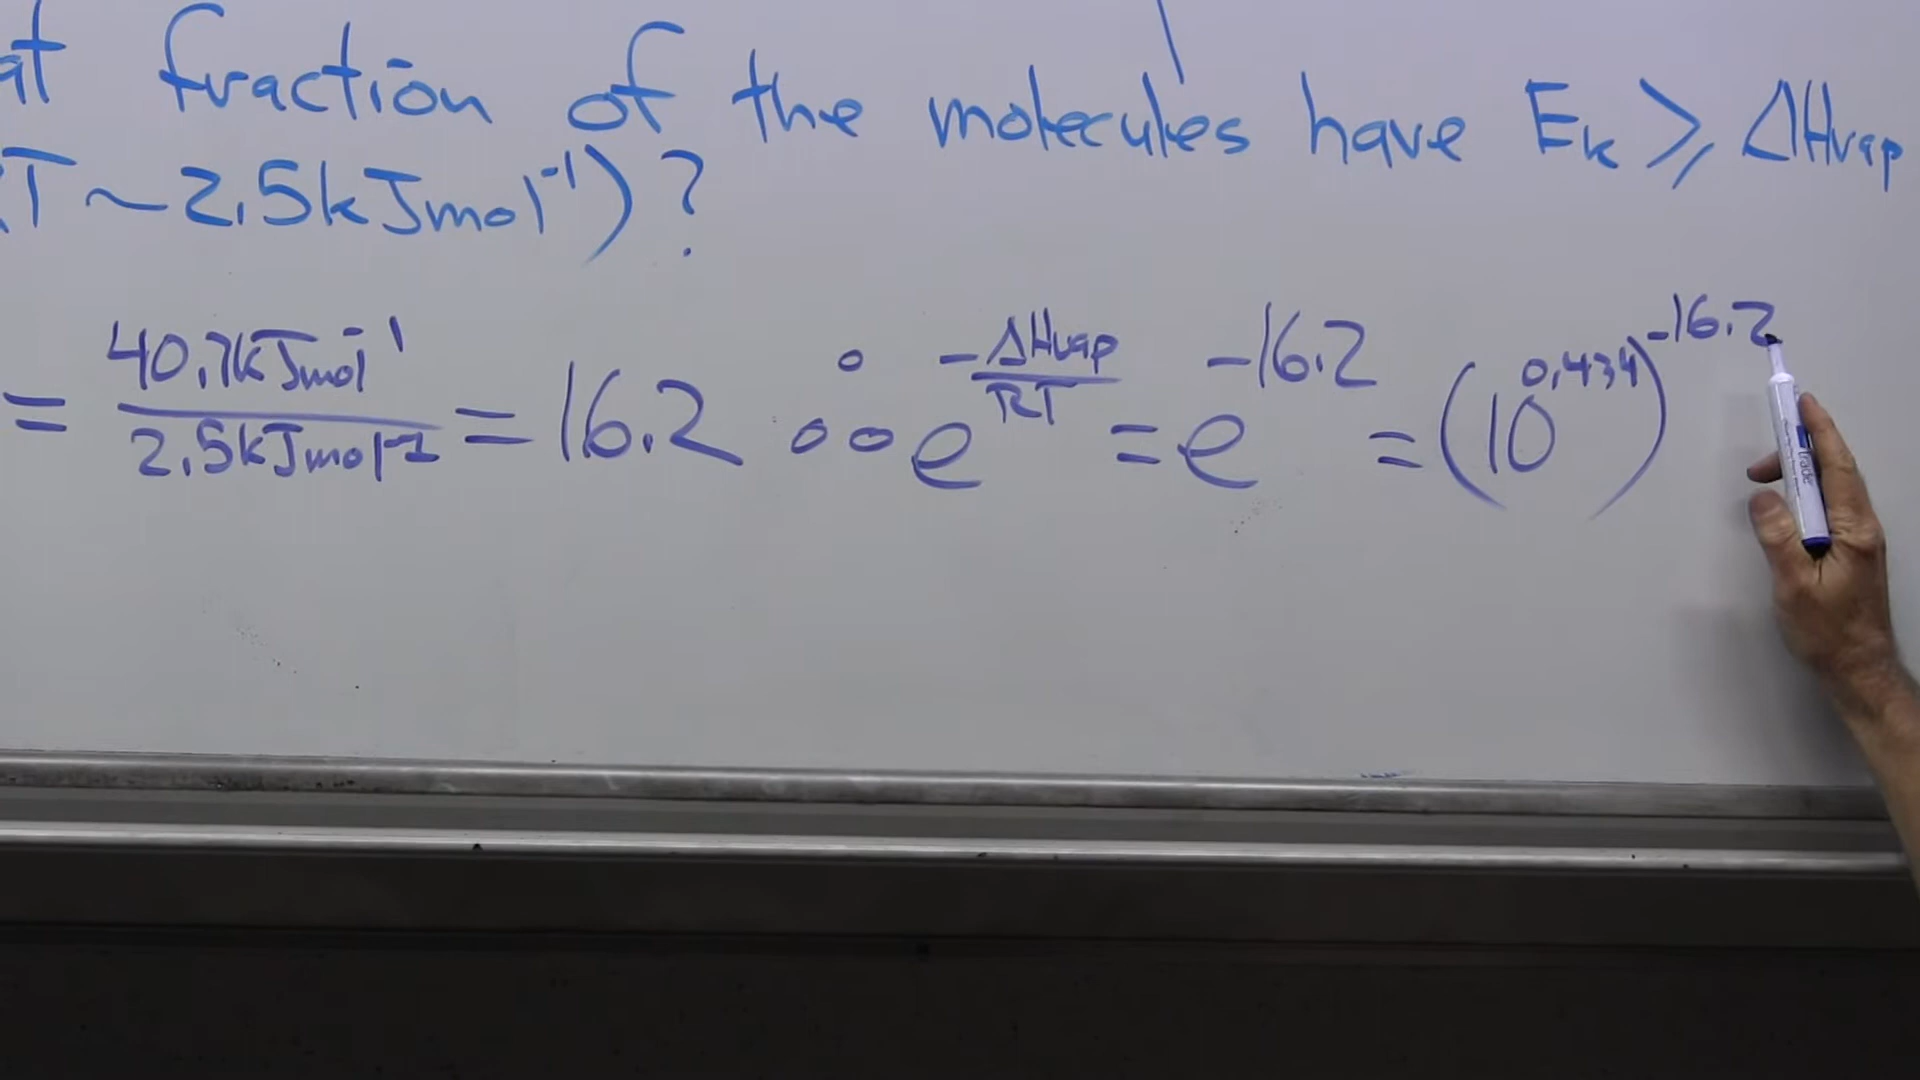 at fraction of the molecules have Eₖ ⩾ ΔHvap
T ~ 2.5kJmol⁻¹)?
= 40.7kJmol⁻¹ / 2.5kJmol⁻¹ = 16.2 ∴ e^(-ΔHvap/RT) = e^(-16.2) = (10^(0.434))^(-16.2)
trade